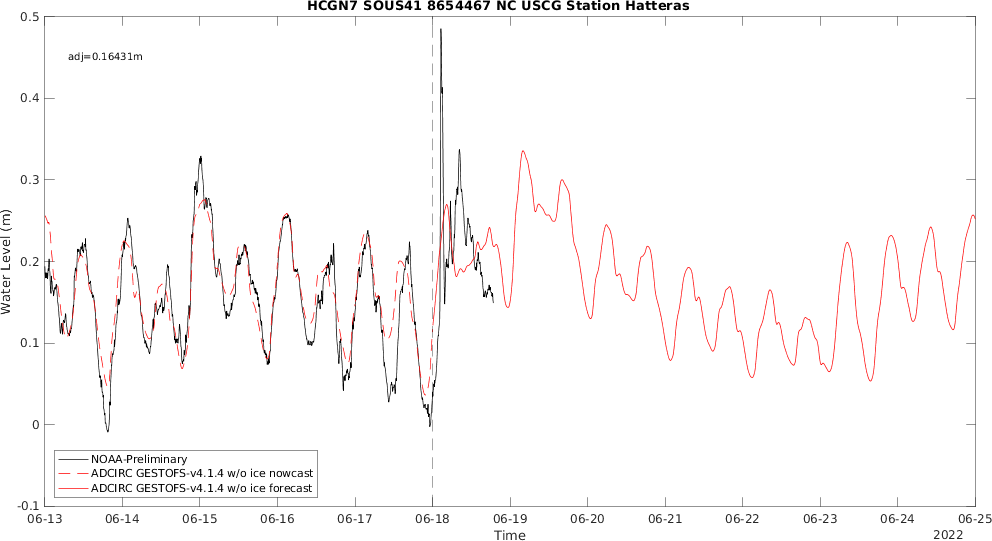 HCGN7 SOUS41 8654467 NC USCG Station Hatteras
0.5
adj=0.16431m
0.4
0.3
0.2
0.1
0
-0.1
Water Level (m)
NOAA-Preliminary
ADCIRC GESTOFS-v4.1.4 w/o ice nowcast
ADCIRC GESTOFS-v4.1.4 w/o ice forecast
06-13 06-14 06-15 06-16 06-17 06-18 06-19 06-20 06-21 06-22 06-23 06-24 06-25
Time
2022